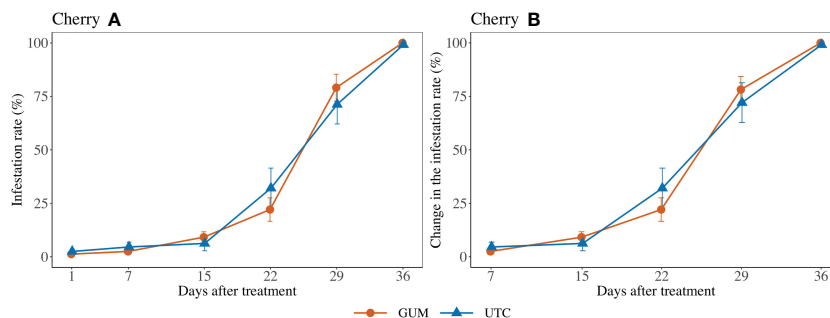 Cherry A
Infestation rate (%)
100
75
50
25
0
1 7 15 22 29 36
Days after treatment
Cherry B
Change in the infestation rate (%)
100
75
50
25
0
7 15 22 29 36
Days after treatment
GUM UTC